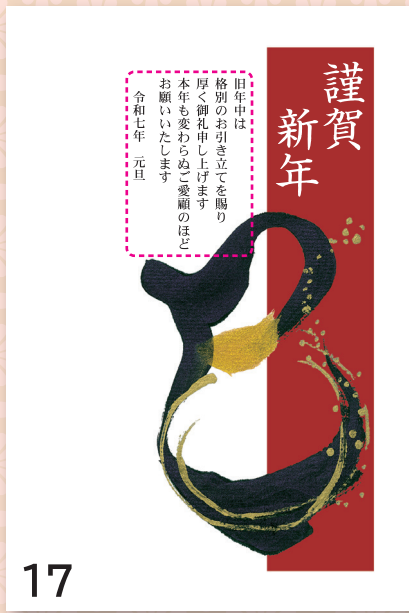 謹賀
新年
旧年中は
格別のお引き立てを賜り
厚く御礼申し上げます
本年も変わらぬご愛顧のほど
お願いいたします
令和七年　元旦
17